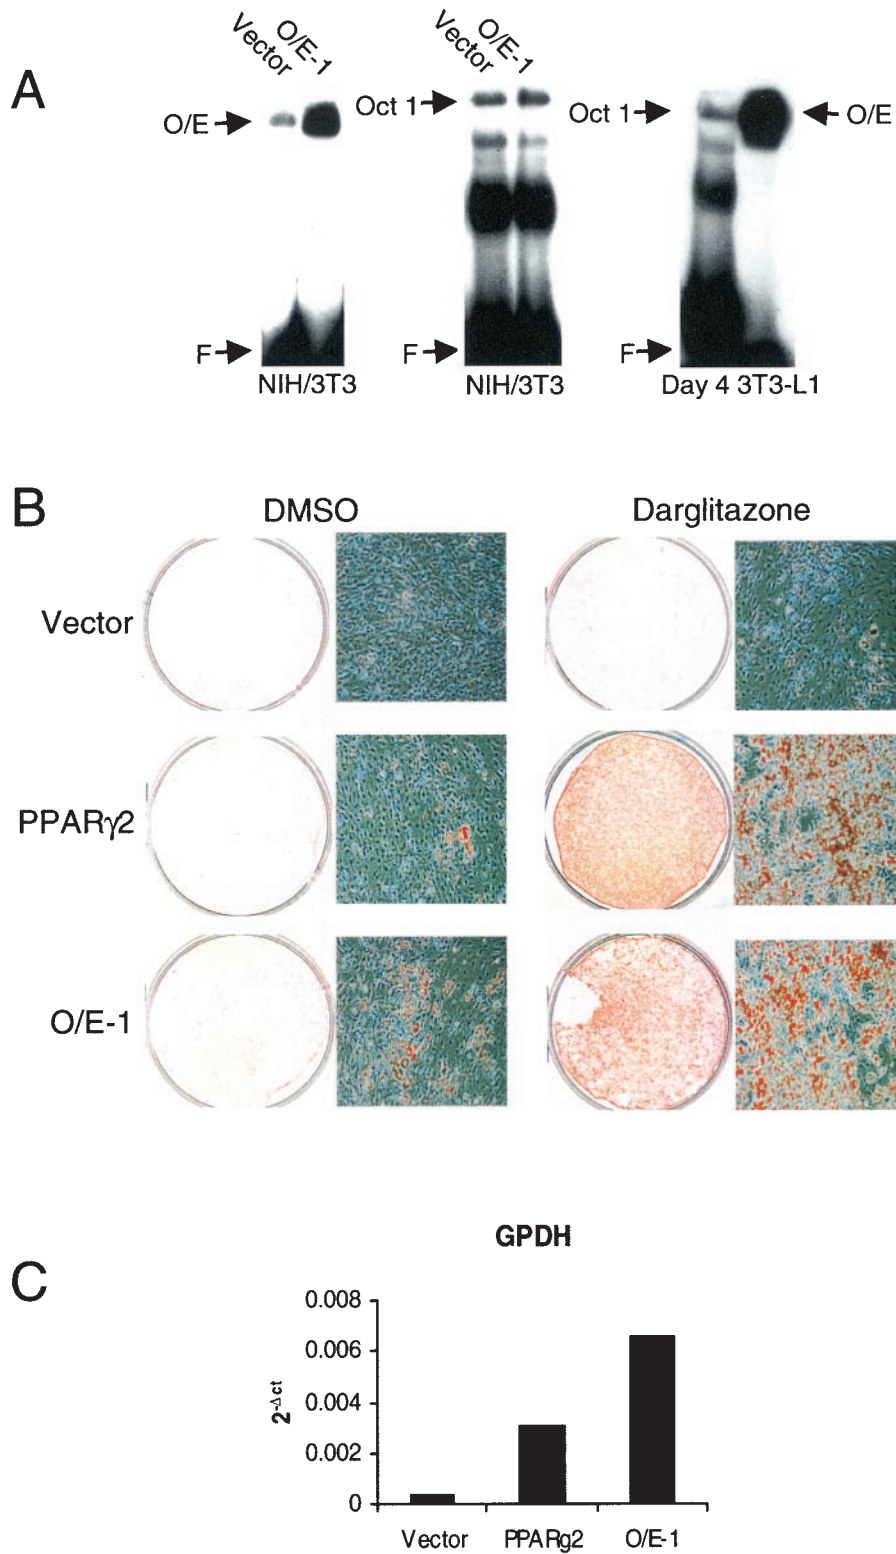 A
Vector
O/E-1
O/E
F
NIH/3T3
Vector
O/E-1
Oct 1
F
NIH/3T3
Oct 1
O/E
F
Day 4 3T3-L1
B
DMSO
Darglitazone
Vector
PPARγ2
O/E-1
C
GPDH
2^-Δct
0.008
0.006
0.004
0.002
0
Vector
PPARg2
O/E-1